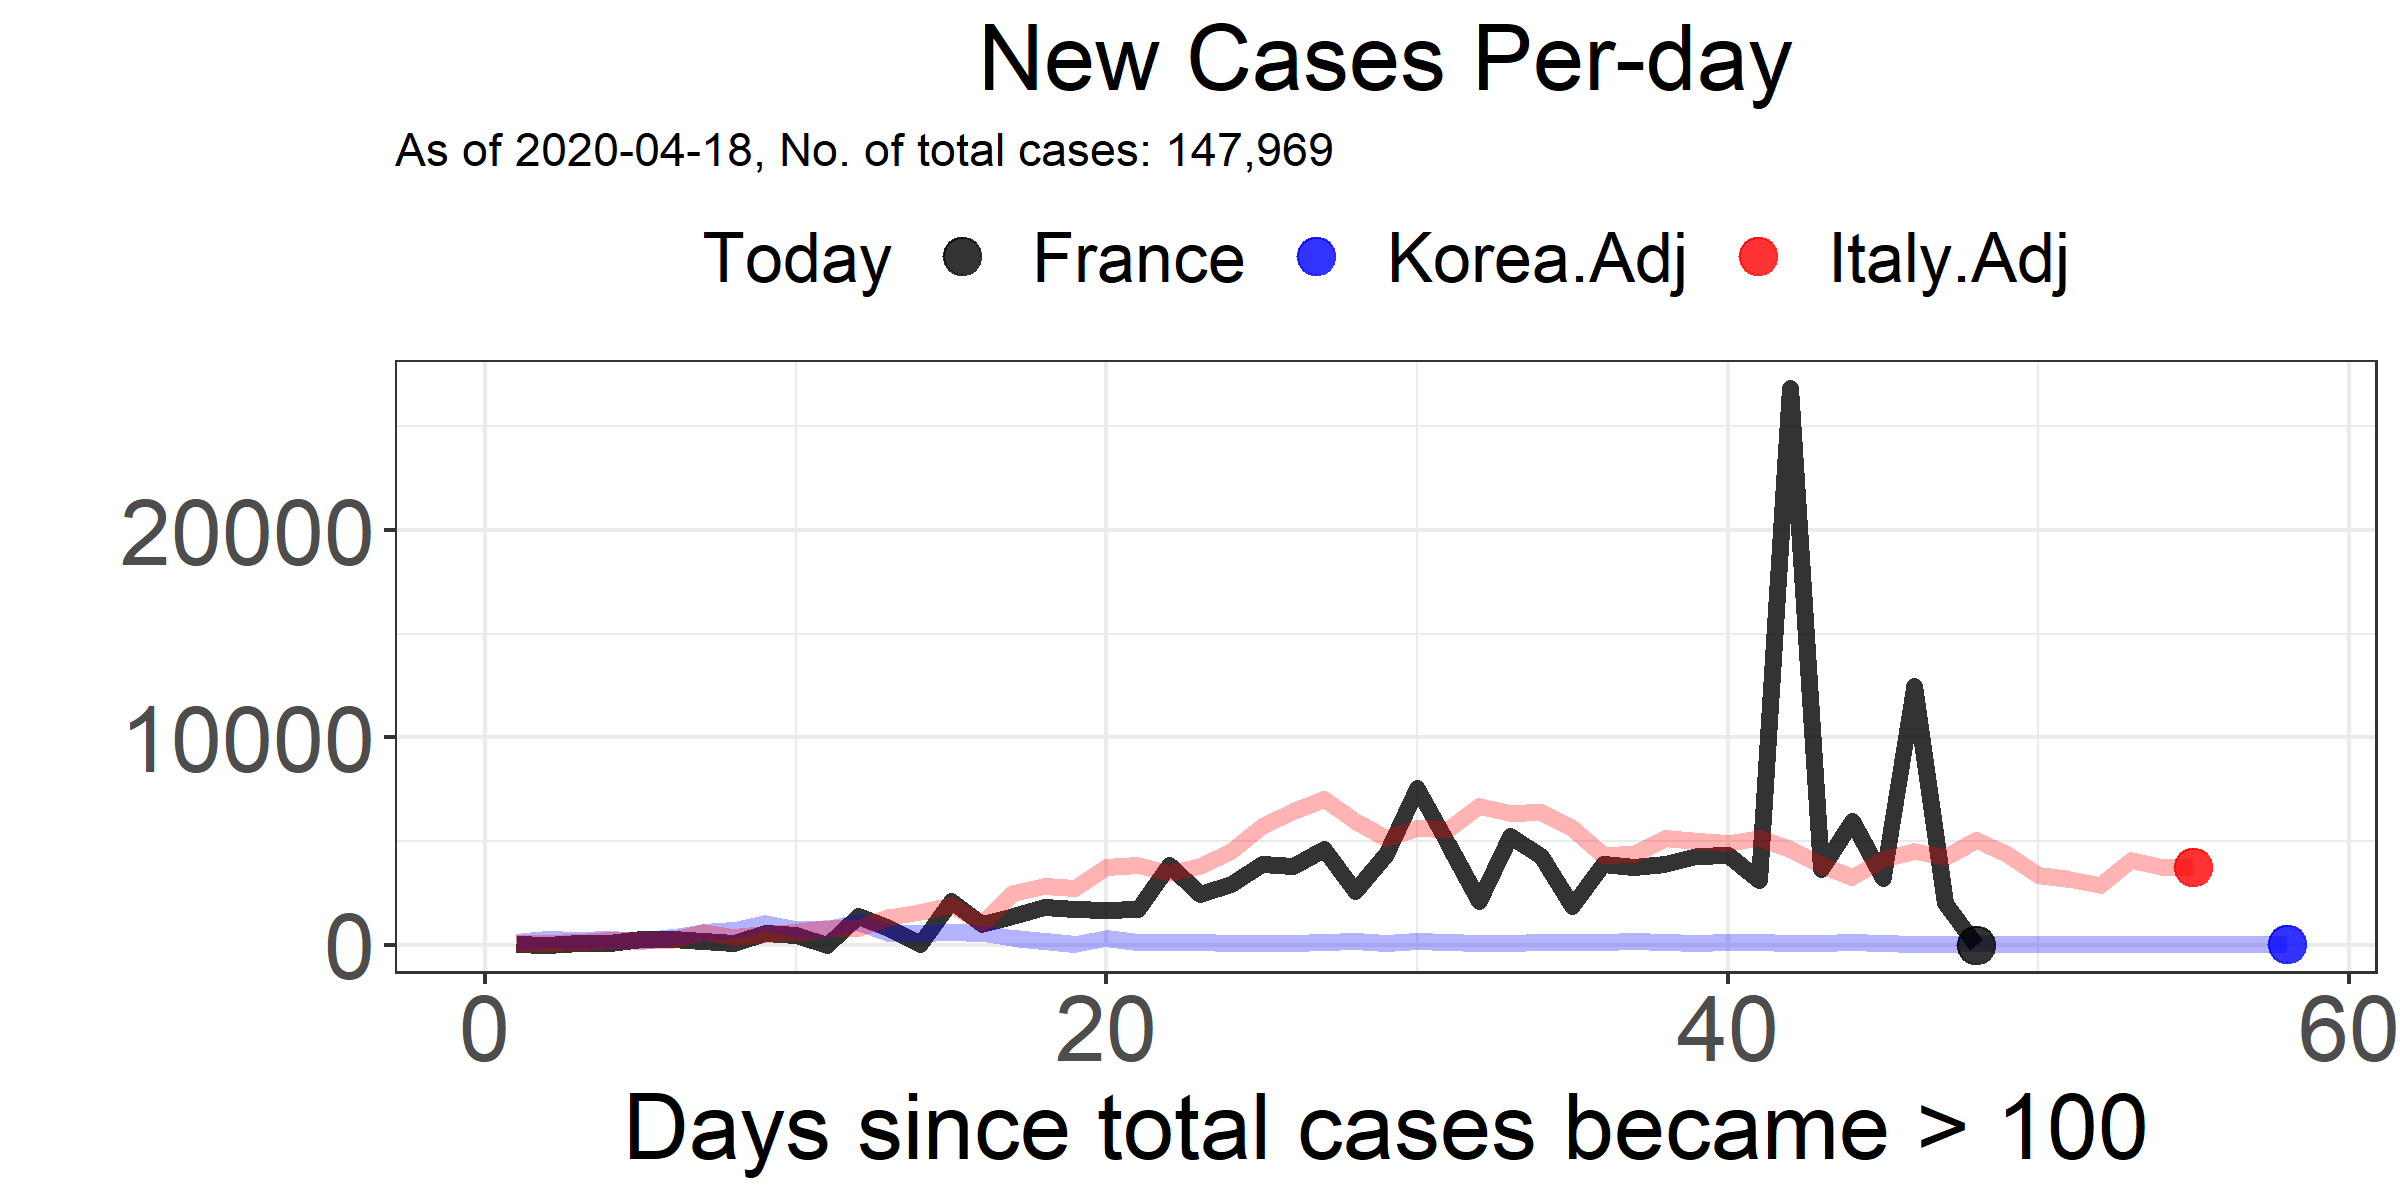 New Cases Per-day
As of 2020-04-18, No. of total cases: 147,969
Today France Korea.Adj Italy.Adj
20000
10000
0
0 20 40 60
Days since total cases became > 100